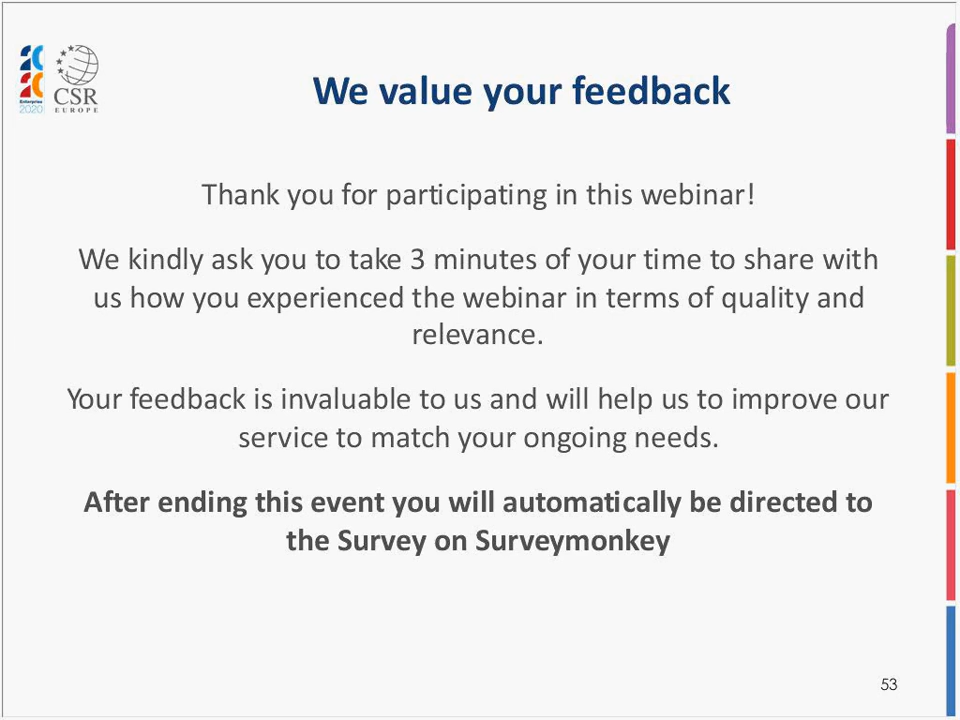 2020
Enterprise
2020
CSR
EUROPE
We value your feedback
Thank you for participating in this webinar!
We kindly ask you to take 3 minutes of your time to share with
us how you experienced the webinar in terms of quality and
relevance.
Your feedback is invaluable to us and will help us to improve our
service to match your ongoing needs.
After ending this event you will automatically be directed to
the Survey on Surveymonkey
53